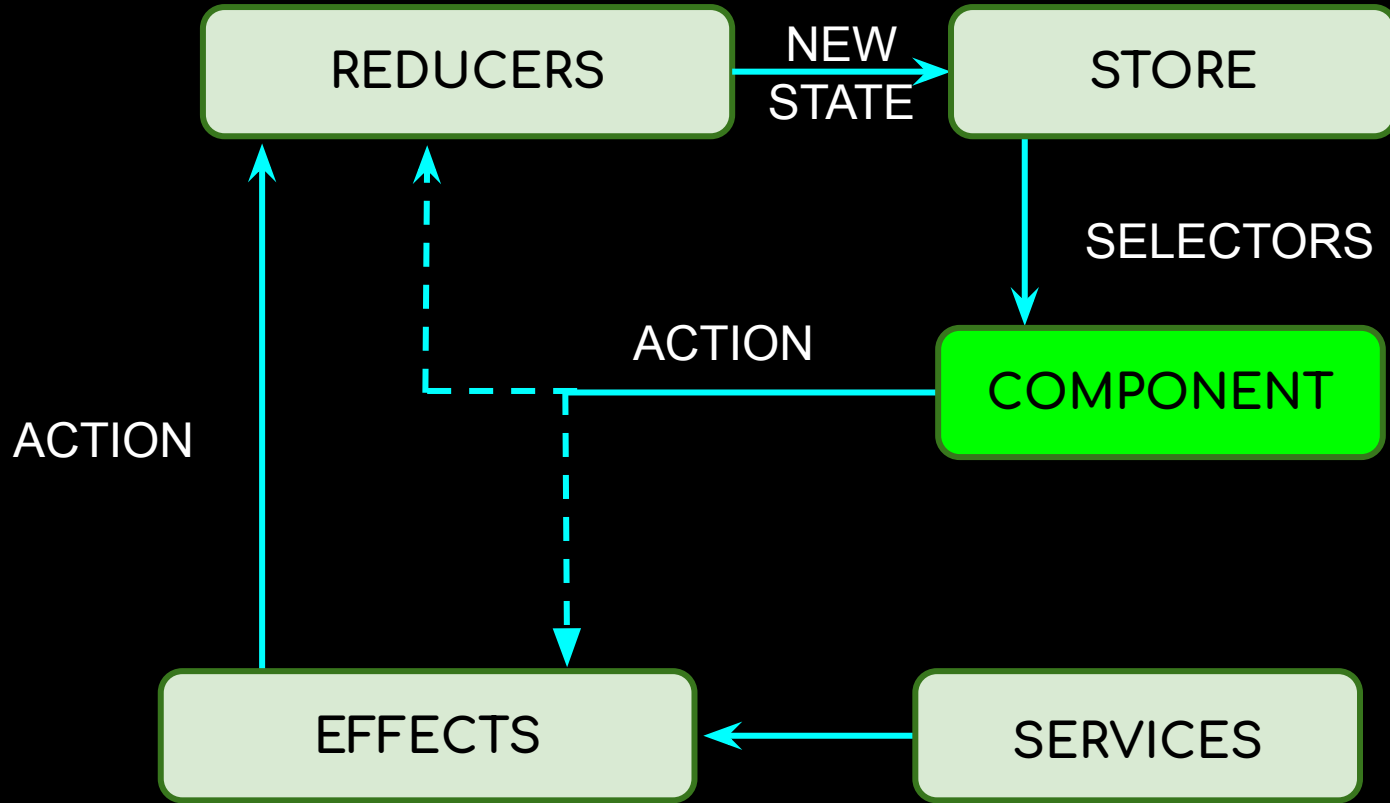 REDUCERS
NEW
STATE
STORE
SELECTORS
ACTION
COMPONENT
ACTION
EFFECTS
SERVICES